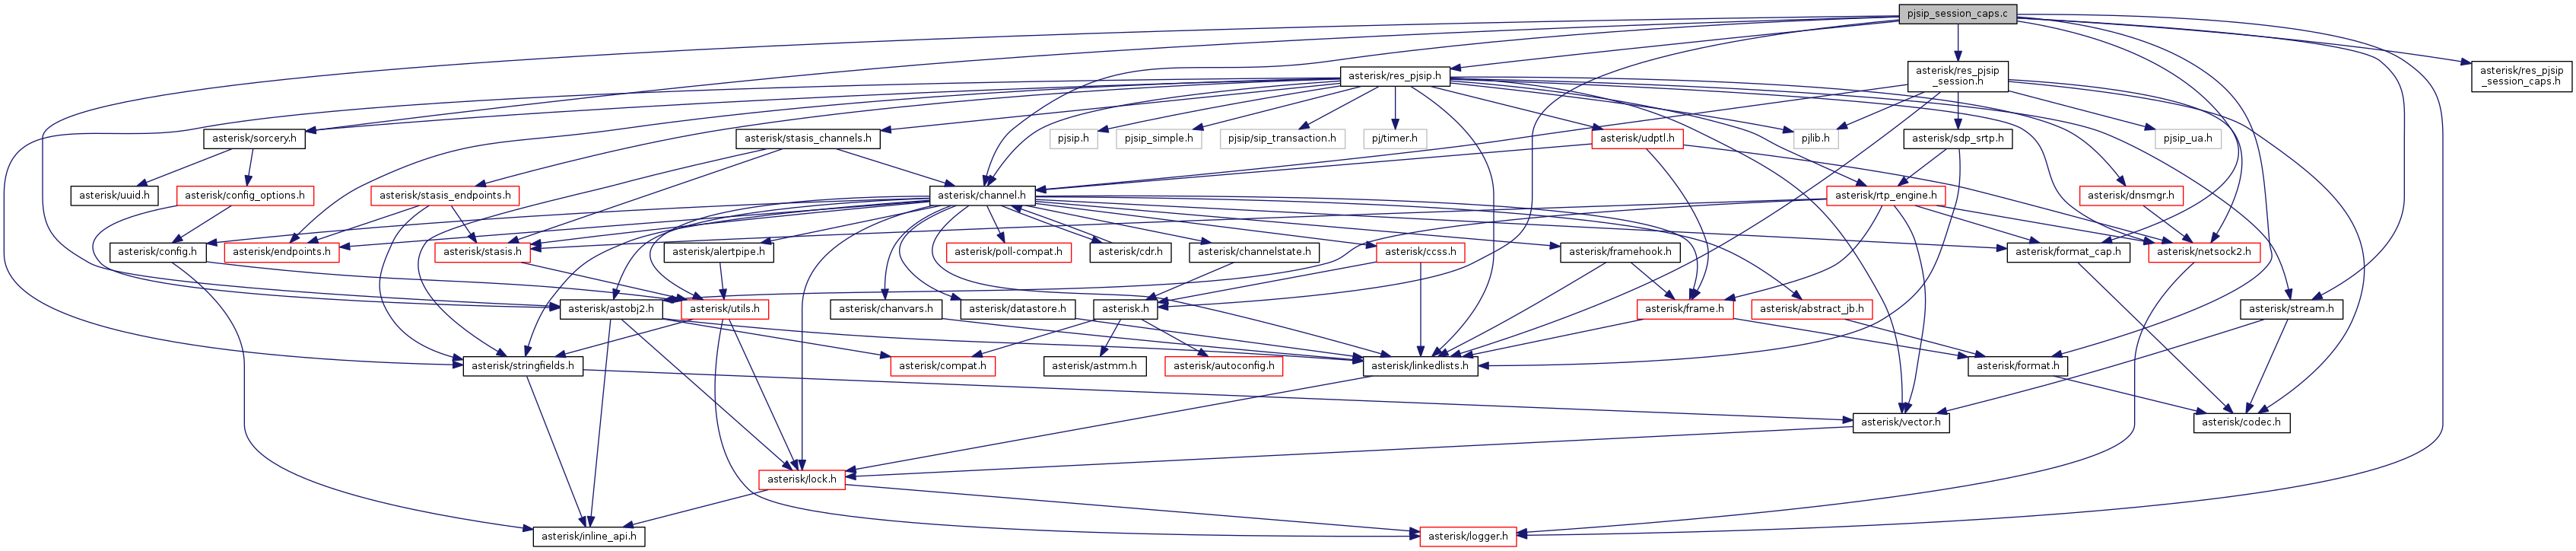 pjsip_session_caps.c
asterisk/res_pjsip.h
asterisk/res_pjsip
_session.h
asterisk/res_pjsip
_session_caps.h
asterisk/sorcery.h
asterisk/stasis_channels.h
pjsip.h
pjsip_simple.h
pjsip/sip_transaction.h
pj/timer.h
asterisk/udptl.h
pjlib.h
asterisk/sdp_srtp.h
pjsip_ua.h
asterisk/uuid.h
asterisk/config_options.h
asterisk/stasis_endpoints.h
asterisk/channel.h
asterisk/rtp_engine.h
asterisk/dnsmgr.h
asterisk/config.h
asterisk/endpoints.h
asterisk/stasis.h
asterisk/alertpipe.h
asterisk/poll-compat.h
asterisk/cdr.h
asterisk/channelstate.h
asterisk/ccss.h
asterisk/framehook.h
asterisk/format_cap.h
asterisk/netsock2.h
asterisk/astobj2.h
asterisk/utils.h
asterisk/chanvars.h
asterisk/datastore.h
asterisk.h
asterisk/frame.h
asterisk/abstract_jb.h
asterisk/stream.h
asterisk/stringfields.h
asterisk/compat.h
asterisk/astmm.h
asterisk/autoconfig.h
asterisk/linkedlists.h
asterisk/format.h
asterisk/vector.h
asterisk/codec.h
asterisk/lock.h
asterisk/inline_api.h
asterisk/logger.h